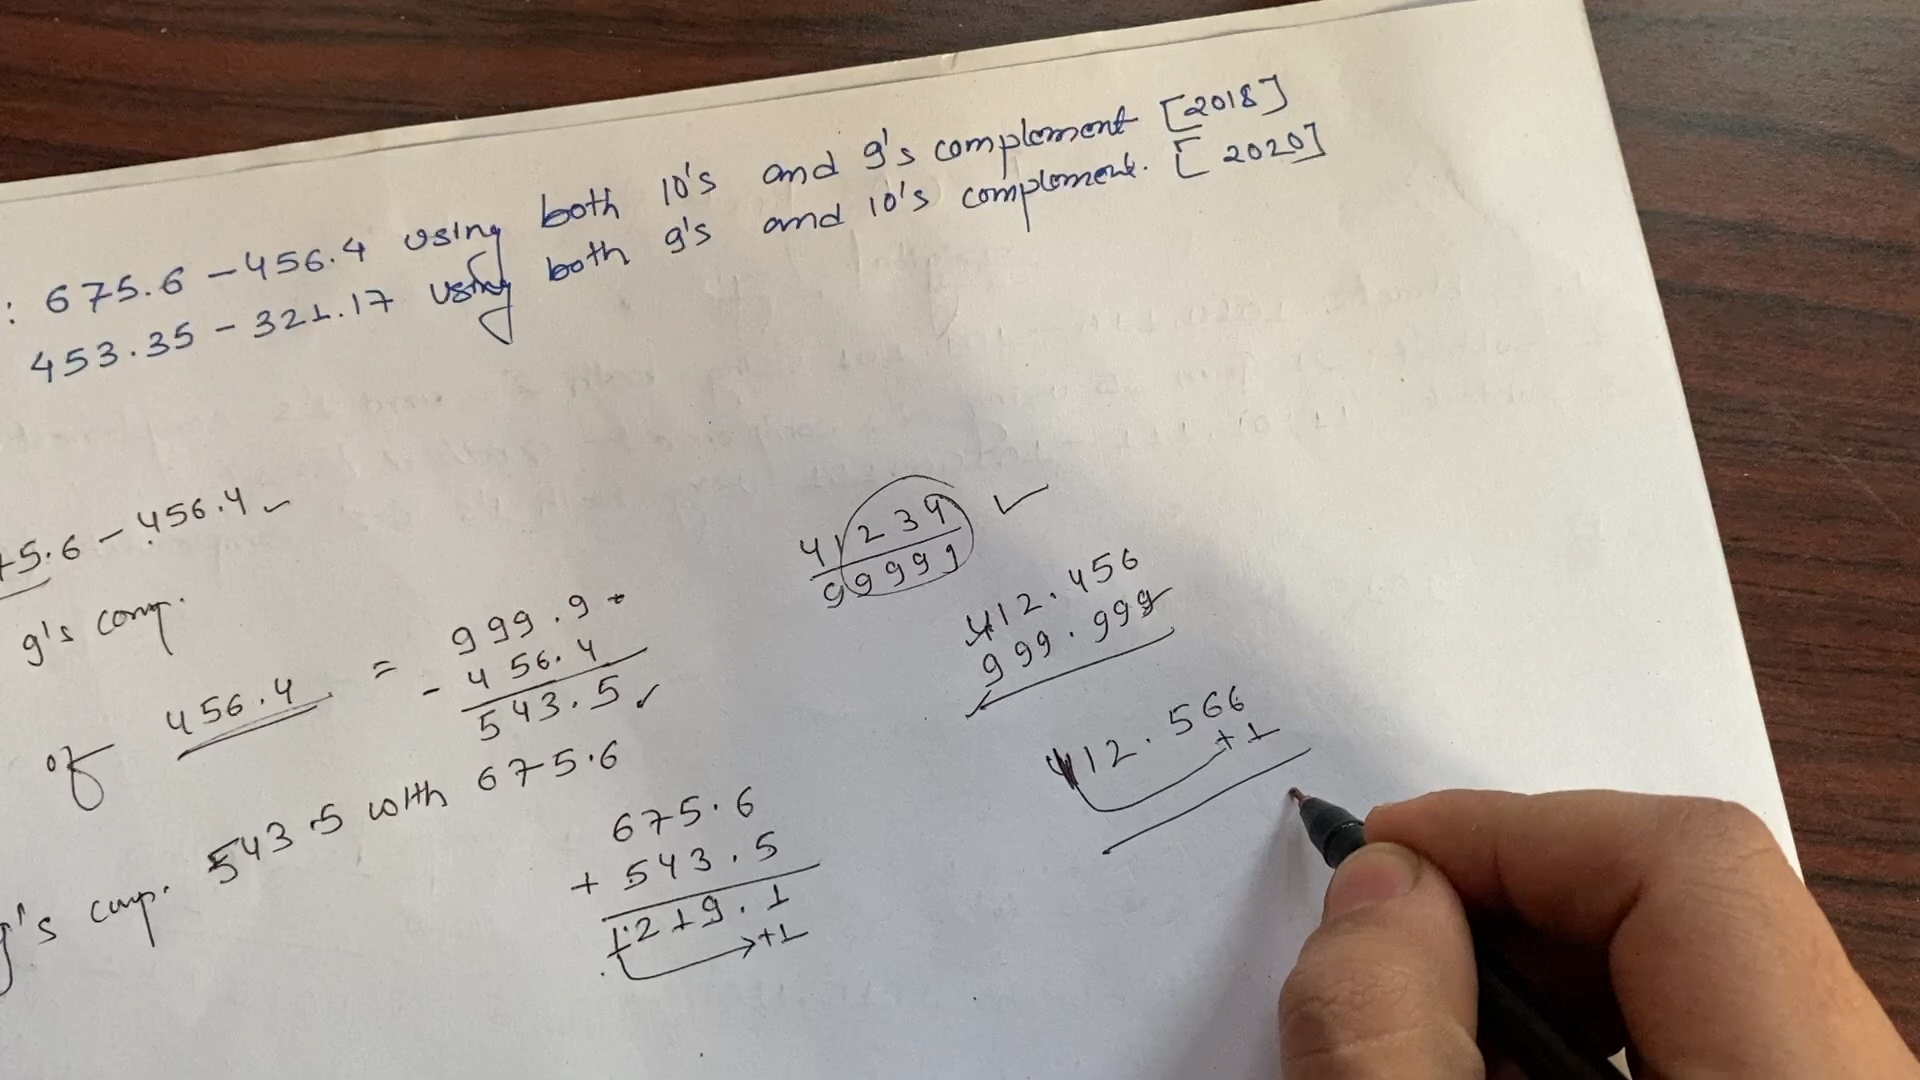 : 675.6 - 456.4 using both 10's and 9's complement [2018]
453.35 - 321.17 using both 9's and 10's complement. [2020]
75.6 - 456.4 ✓
9's comp.
of 456.4 = 999.9
- 456.4
543.5 ✓
9's comp. 543.5 with 675.6
675.6
+ 543.5
1219.1
+1
41234 ✓
99999
412.456
999.999
412.566
+1